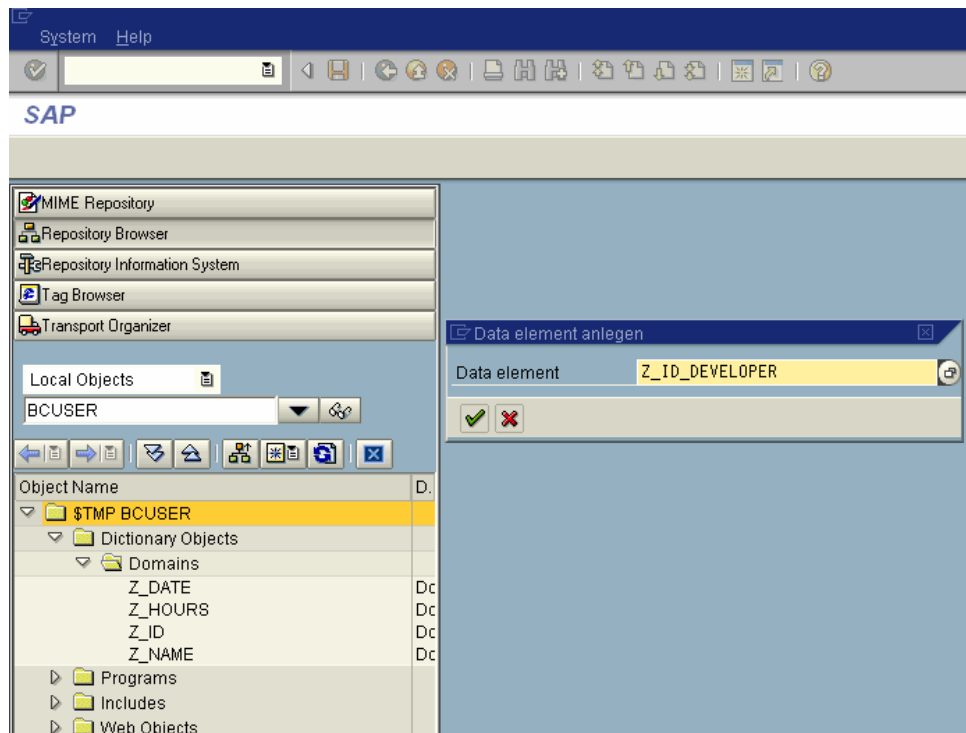 System Help
SAP
MIME Repository
Repository Browser
Repository Information System
Tag Browser
Transport Organizer
Data element anlegen
Data element Z_ID_DEVELOPER
Local Objects
BCUSER
Object Name D.
$TMP BCUSER
Dictionary Objects
Domains
Z_DATE Dc
Z_HOURS Dc
Z_ID Dc
Z_NAME Dc
Programs
Includes
Web Objects